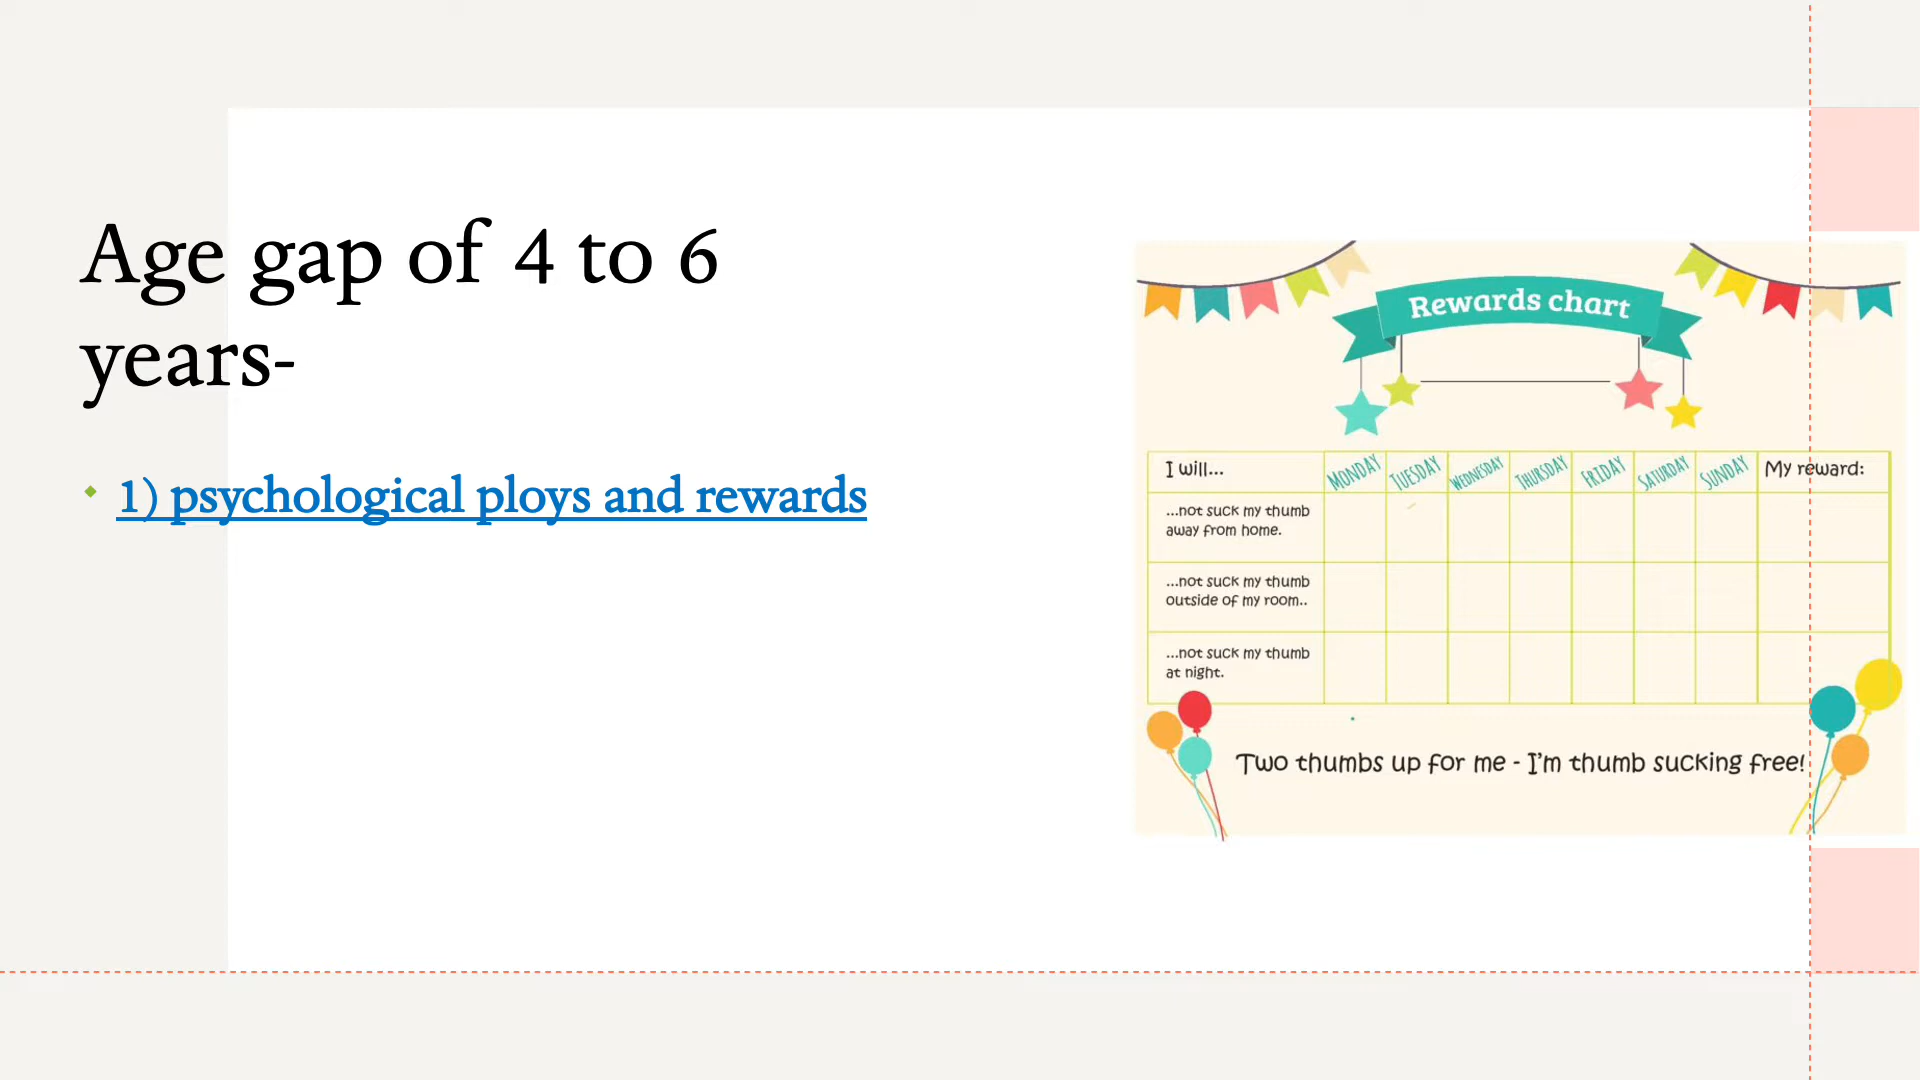 Age gap of 4 to 6
years-
1) psychological ploys and rewards
Rewards chart
I will... MONDAY TUESDAY WEDNESDAY THURSDAY FRIDAY SATURDAY SUNDAY My reward:
...not suck my thumb
away from home.
...not suck my thumb
outside of my room..
...not suck my thumb
at night.
Two thumbs up for me - I'm thumb sucking free!